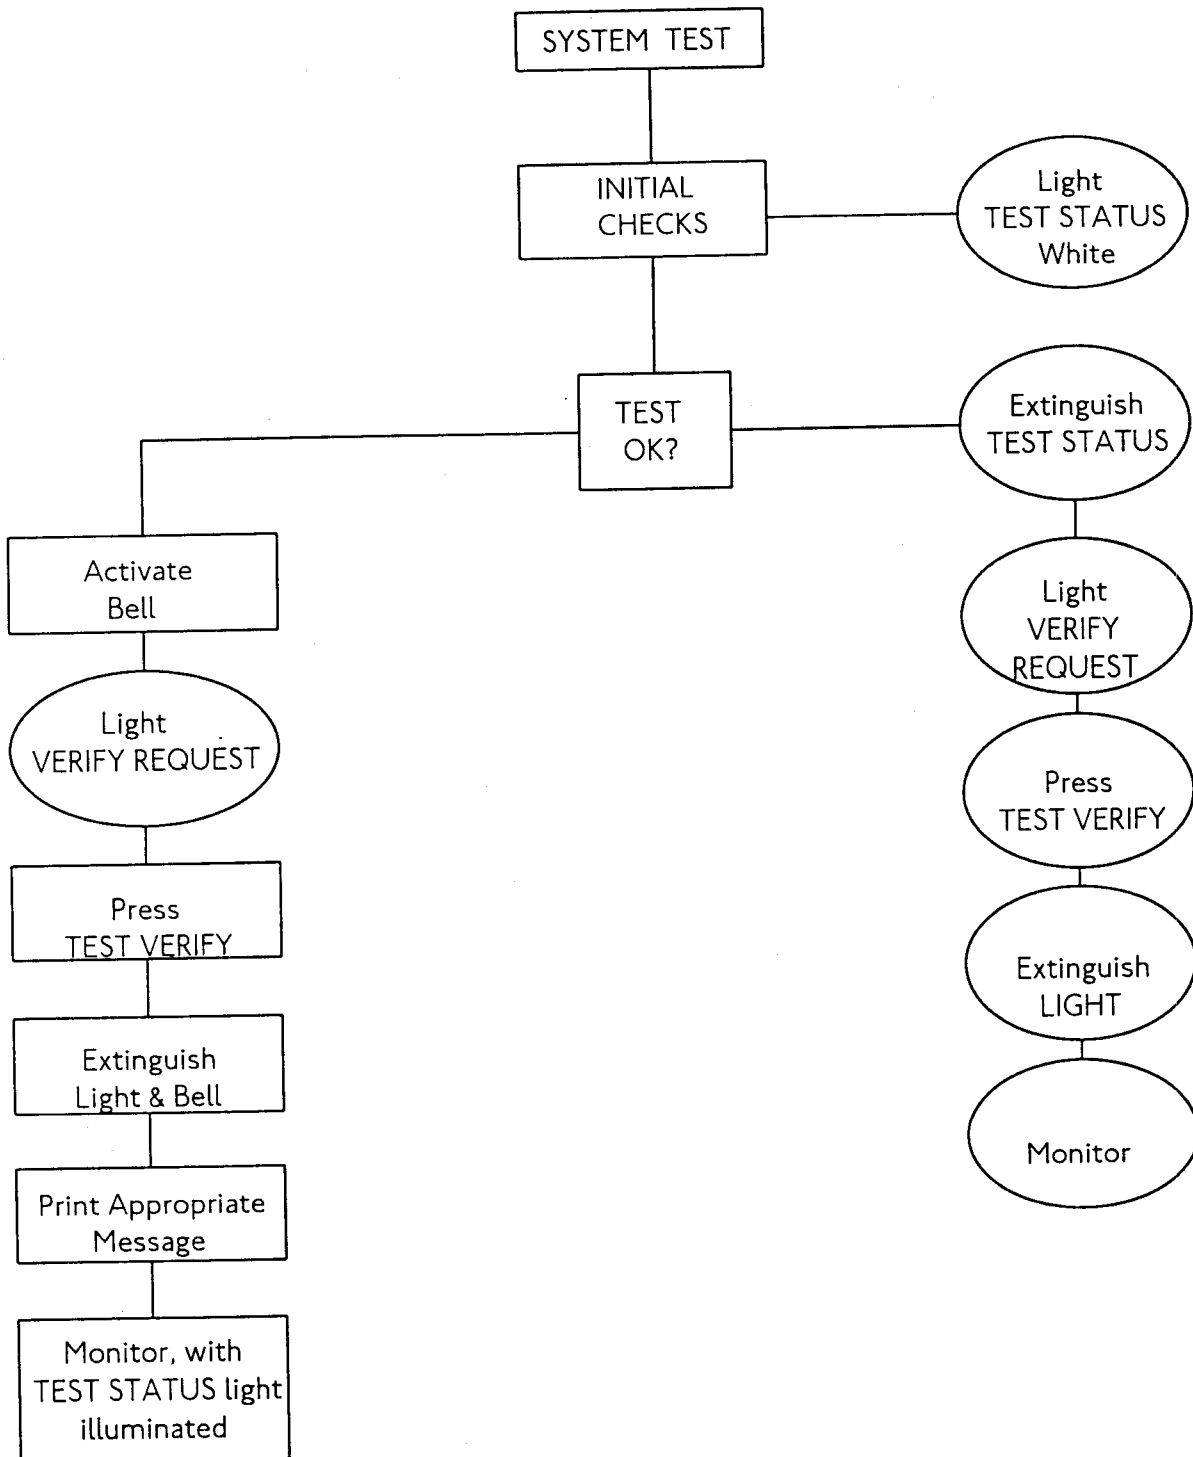 SYSTEM TEST
INITIAL
CHECKS
Light
TEST STATUS
White
TEST
OK?
Extinguish
TEST STATUS
Activate
Bell
Light
VERIFY REQUEST
Press
TEST VERIFY
Extinguish
Light & Bell
Print Appropriate
Message
Monitor, with
TEST STATUS light
illuminated
Light
VERIFY
REQUEST
Press
TEST VERIFY
Extinguish
LIGHT
Monitor